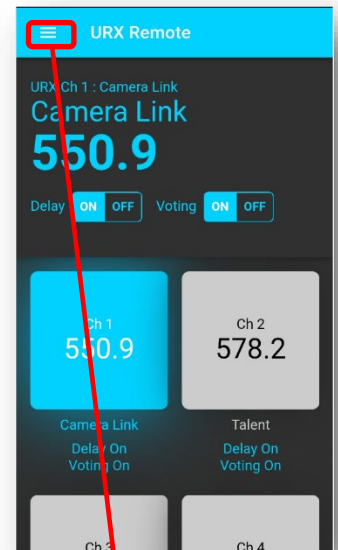 URX Remote
URX Ch 1 : Camera Link
Camera Link
550.9
Delay ON OFF Voting ON OFF
Ch 1
550.9
Camera Link
Delay On
Voting On
Ch 2
578.2
Talent
Delay On
Voting On
Ch 3
Ch 4